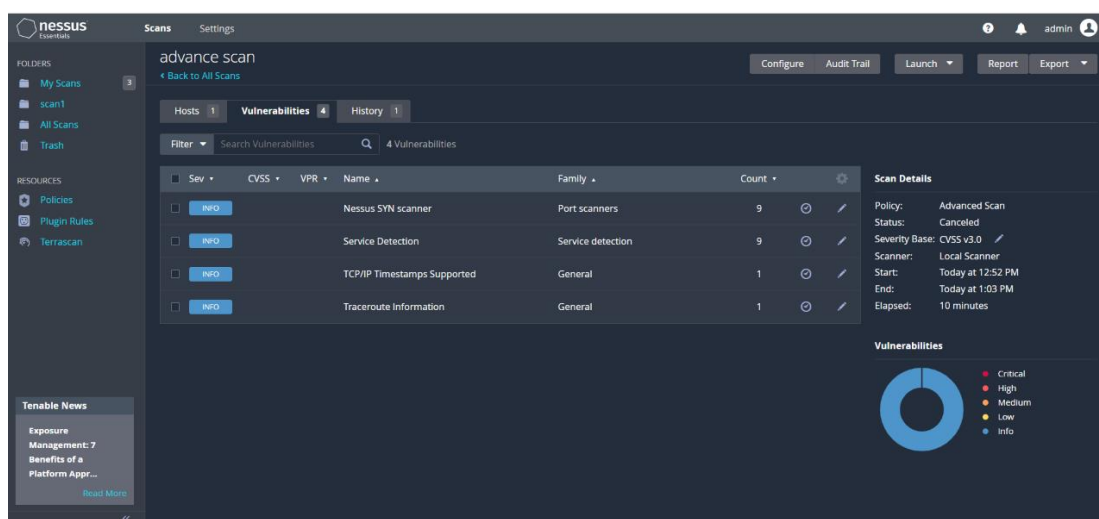 nessus Scans Settings admin
Essentials
FOLDERS
My Scans 3
scan1
All Scans
Trash
RESOURCES
Policies
Plugin Rules
Terrascan
Tenable News
Exposure
Management: 7
Benefits of a
Platform Appr...
Read More
advance scan Configure Audit Trail Launch Report Export
Back to All Scans
Hosts 1 Vulnerabilities 4 History 1
Filter Search Vulnerabilities 4 Vulnerabilities
Sev CVSS VPR Name Family Count
INFO Nessus SYN scanner Port scanners 9
INFO Service Detection Service detection 9
INFO TCP/IP Timestamps Supported General 1
INFO Traceroute Information General 1
Scan Details
Policy: Advanced Scan
Status: Canceled
Severity Base: CVSS v3.0
Scanner: Local Scanner
Start: Today at 12:52 PM
End: Today at 1:03 PM
Elapsed: 10 minutes
Vulnerabilities
Critical
High
Medium
Low
Info